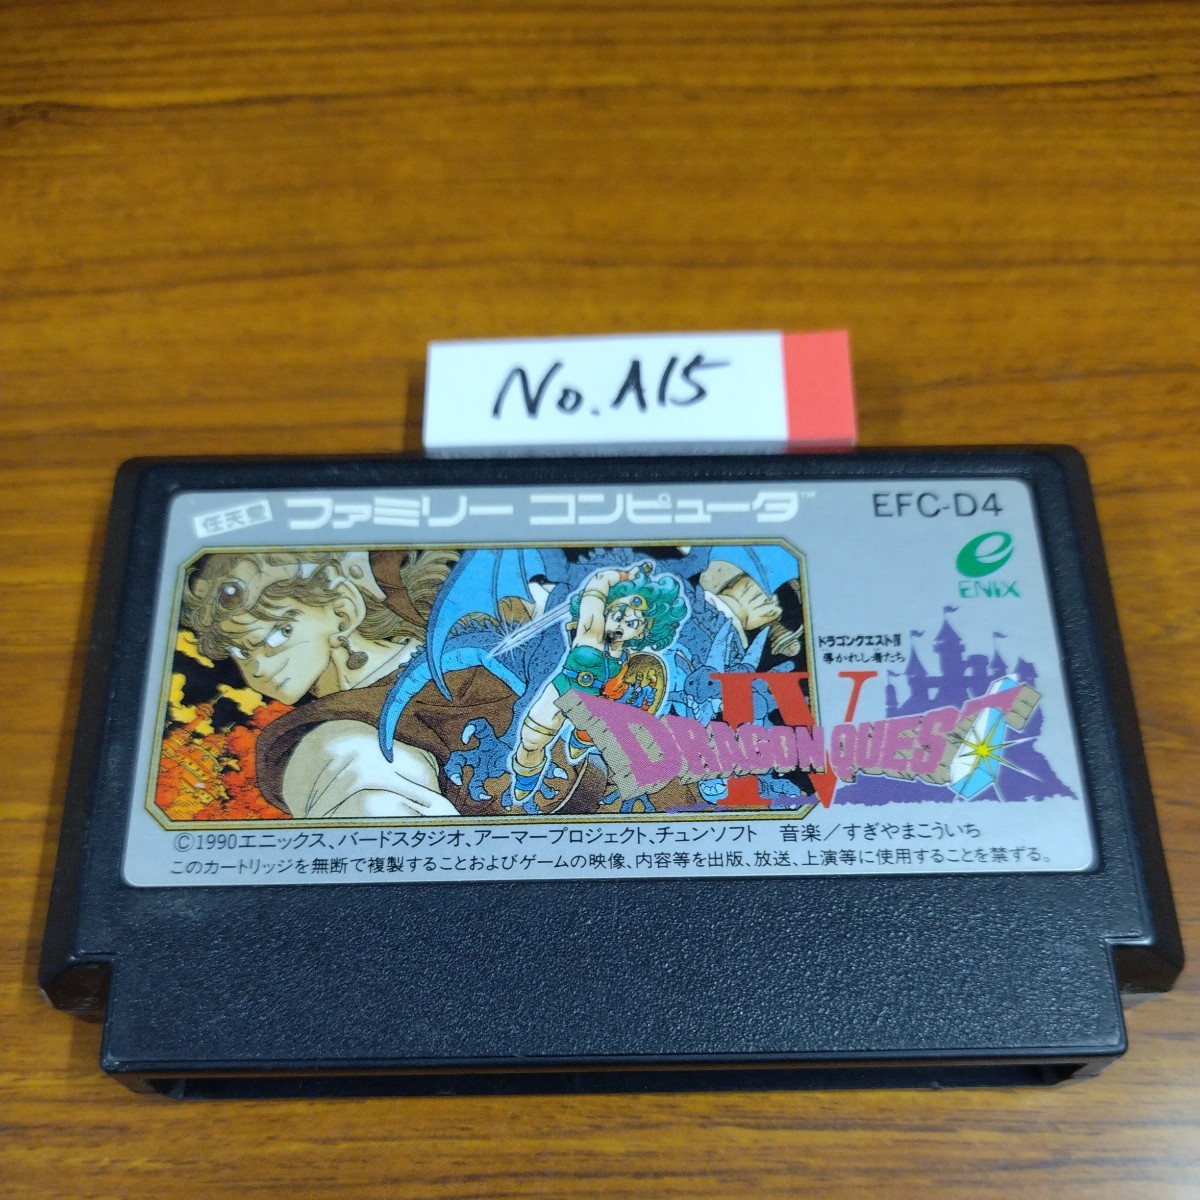 No. A15
任天堂 ファミリー コンピュータ™ EFC-D4
e
ENIX
ドラゴンクエストⅣ
導かれし者たち
IV
DRAGON QUEST
©1990エニックス、バードスタジオ、アーマープロジェクト、チュンソフト 音楽/すぎやまこういち
このカートリッジを無断で複製することおよびゲームの映像、内容等を出版、放送、上演等に使用することを禁ずる。